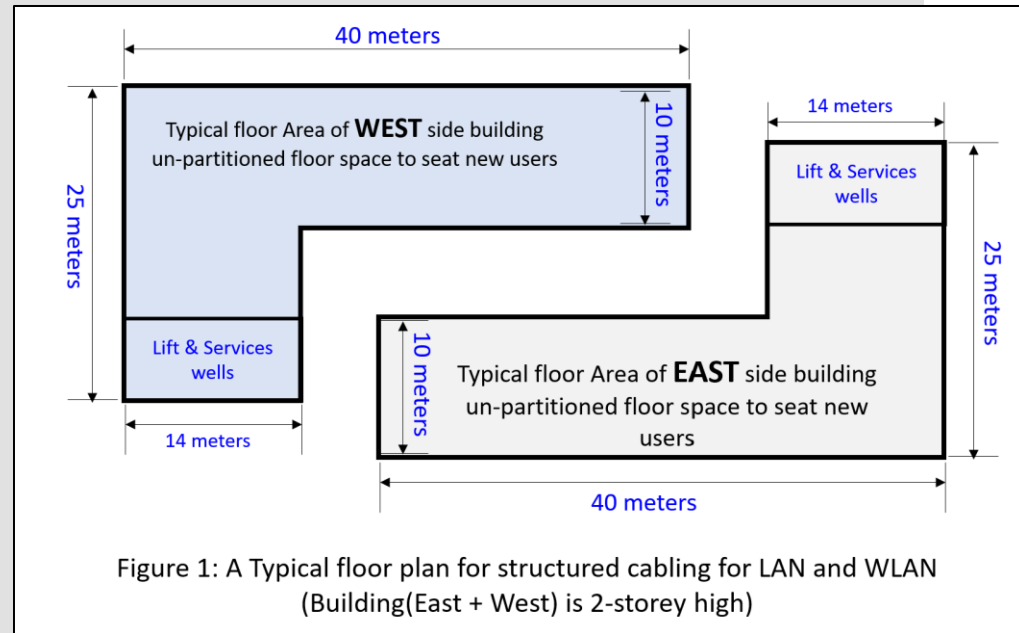 40 meters
Typical floor Area of WEST side building
un-partitioned floor space to seat new users
10 meters
25 meters
Lift & Services
wells
14 meters
14 meters
Lift & Services
wells
25 meters
10 meters
Typical floor Area of EAST side building
un-partitioned floor space to seat new
users
40 meters
Figure 1: A Typical floor plan for structured cabling for LAN and WLAN
(Building(East + West) is 2-storey high)